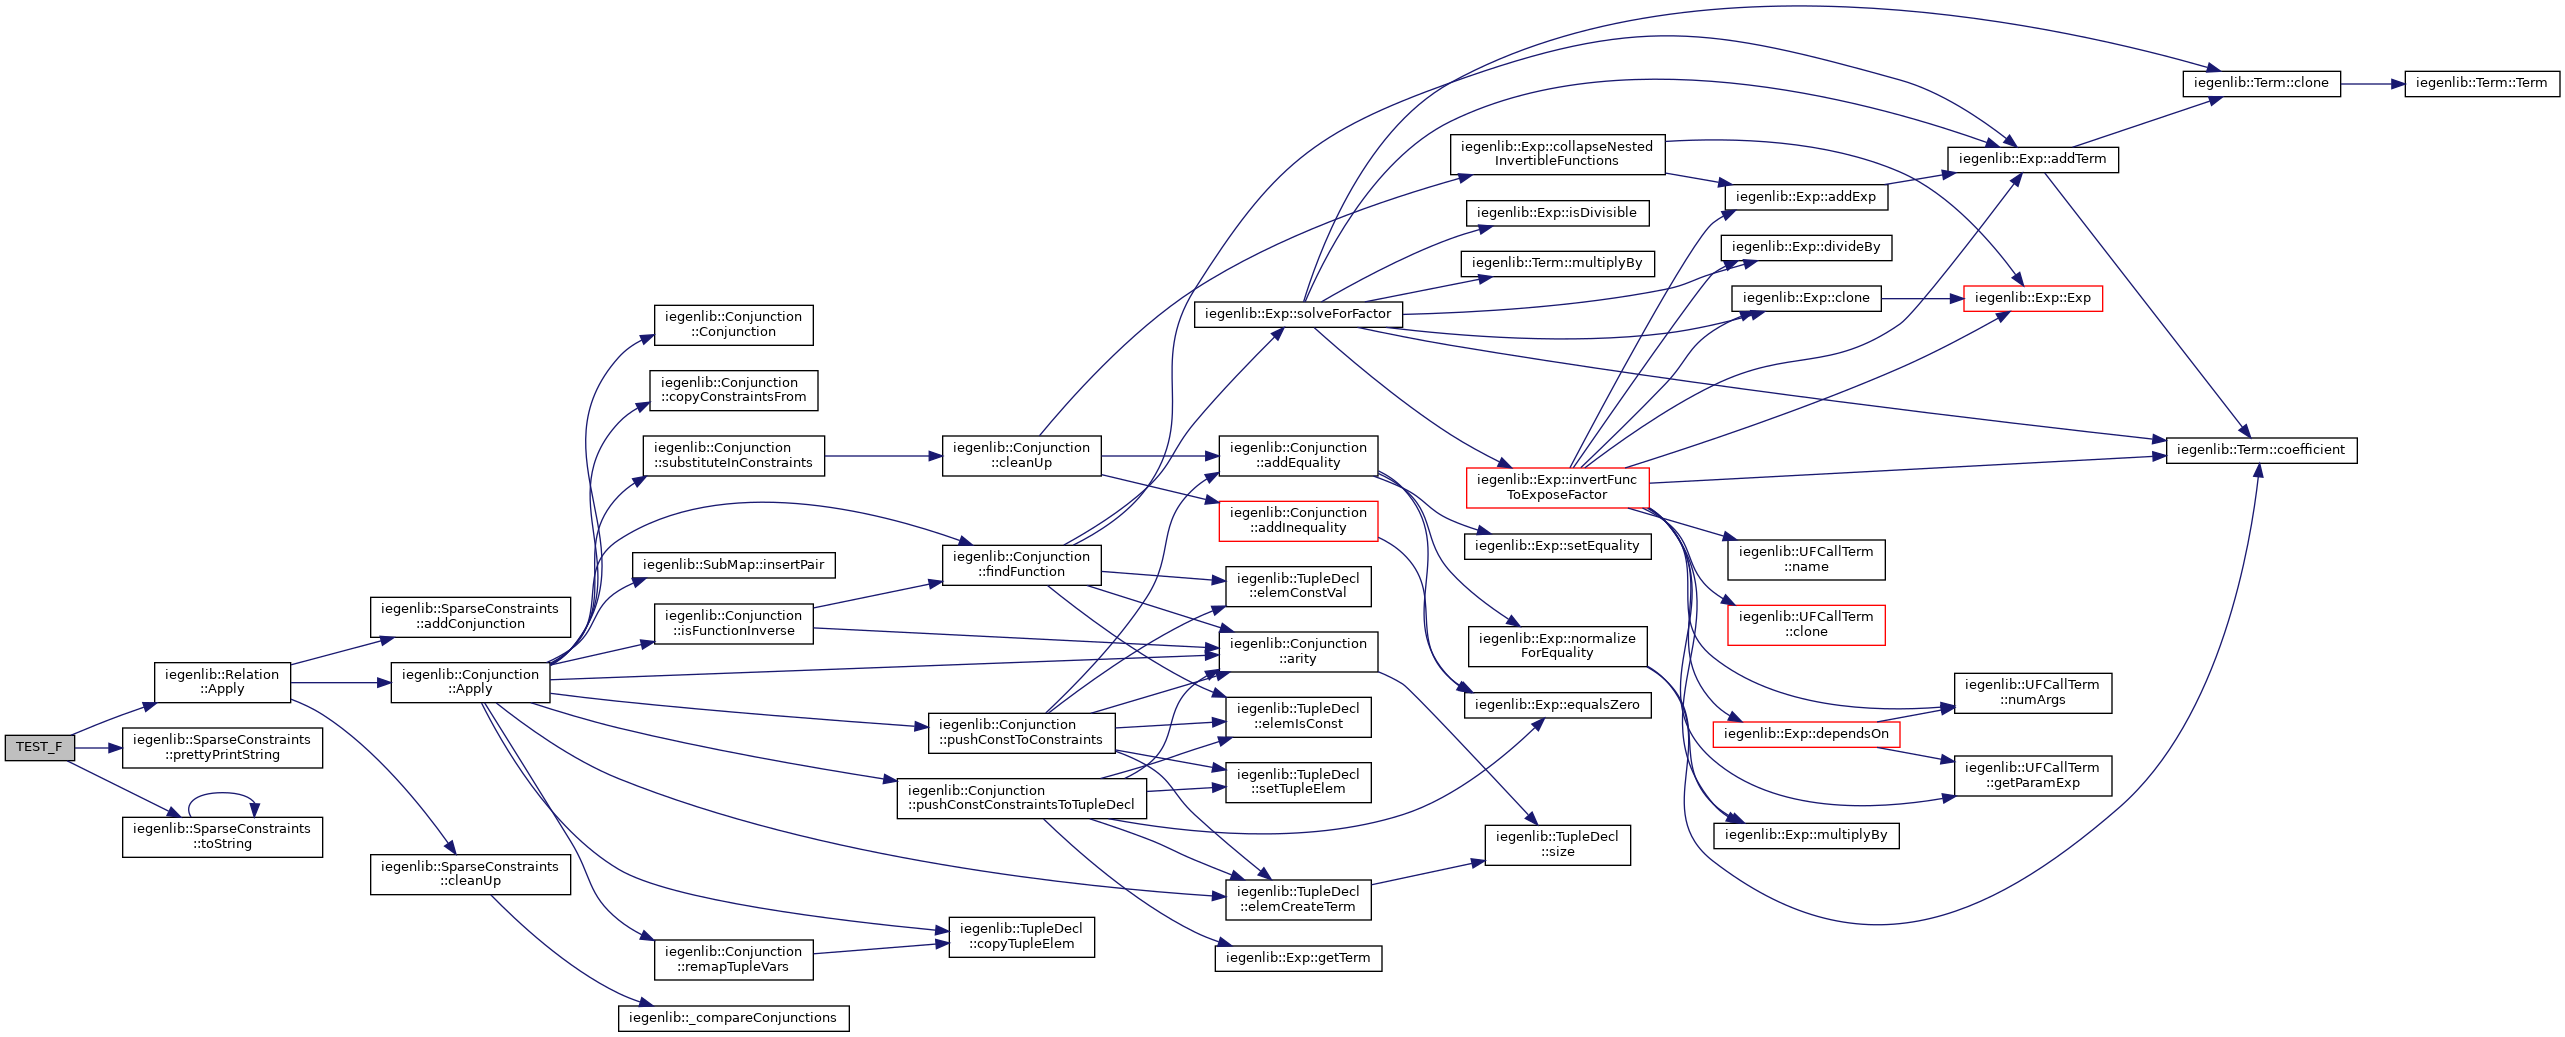 TEST_F
iegenlib::Relation
::Apply
iegenlib::SparseConstraints
::prettyPrintString
iegenlib::SparseConstraints
::toString
iegenlib::SparseConstraints
::addConjunction
iegenlib::Conjunction
::Apply
iegenlib::SparseConstraints
::cleanUp
iegenlib::Conjunction
::Conjunction
iegenlib::Conjunction
::copyConstraintsFrom
iegenlib::Conjunction
::substituteInConstraints
iegenlib::SubMap::insertPair
iegenlib::Conjunction
::isFunctionInverse
iegenlib::Conjunction
::remapTupleVars
iegenlib::_compareConjunctions
iegenlib::Conjunction
::cleanUp
iegenlib::Conjunction
::findFunction
iegenlib::Conjunction
::pushConstToConstraints
iegenlib::Conjunction
::pushConstConstraintsToTupleDecl
iegenlib::TupleDecl
::copyTupleElem
iegenlib::Exp::solveForFactor
iegenlib::Conjunction
::addEquality
iegenlib::Conjunction
::addInequality
iegenlib::TupleDecl
::elemConstVal
iegenlib::Conjunction
::arity
iegenlib::TupleDecl
::elemIsConst
iegenlib::TupleDecl
::setTupleElem
iegenlib::TupleDecl
::elemCreateTerm
iegenlib::Exp::getTerm
iegenlib::Exp::collapseNested
InvertibleFunctions
iegenlib::Exp::isDivisible
iegenlib::Term::multiplyBy
iegenlib::Exp::invertFunc
ToExposeFactor
iegenlib::Exp::setEquality
iegenlib::Exp::normalize
ForEquality
iegenlib::Exp::equalsZero
iegenlib::TupleDecl
::size
iegenlib::Exp::addExp
iegenlib::Exp::divideBy
iegenlib::Exp::clone
iegenlib::UFCallTerm
::name
iegenlib::UFCallTerm
::clone
iegenlib::Exp::dependsOn
iegenlib::Exp::multiplyBy
iegenlib::Exp::addTerm
iegenlib::Exp::Exp
iegenlib::UFCallTerm
::numArgs
iegenlib::UFCallTerm
::getParamExp
iegenlib::Term::clone
iegenlib::Term::coefficient
iegenlib::Term::Term